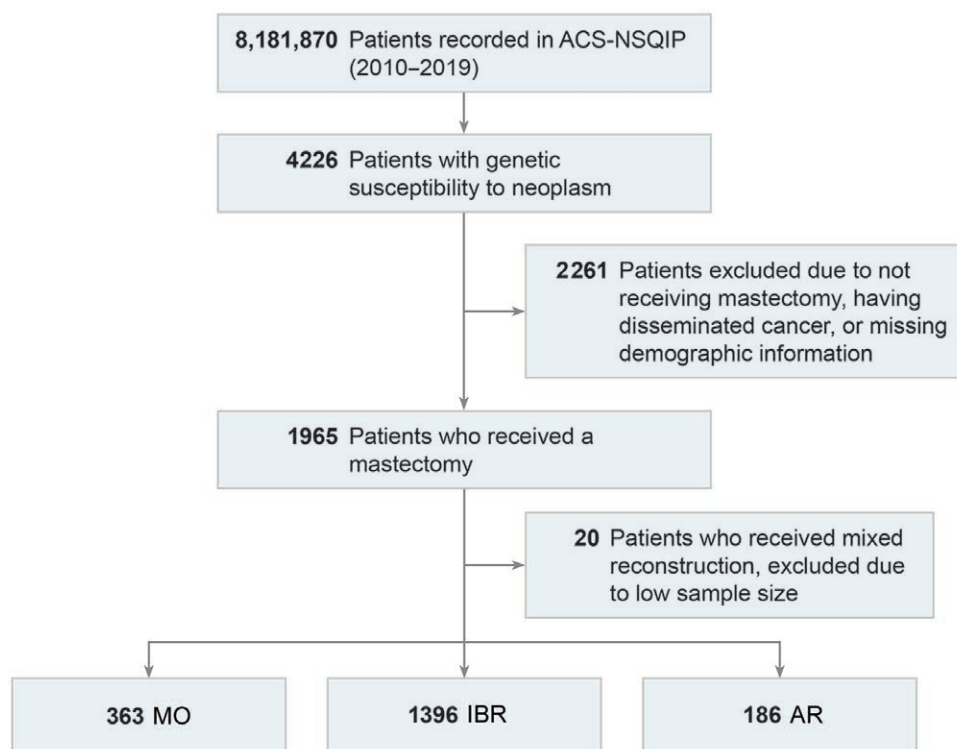 8,181,870 Patients recorded in ACS-NSQIP
(2010–2019)
4226 Patients with genetic
susceptibility to neoplasm
2261 Patients excluded due to not
receiving mastectomy, having
disseminated cancer, or missing
demographic information
1965 Patients who received a
mastectomy
20 Patients who received mixed
reconstruction, excluded due
to low sample size
363 MO
1396 IBR
186 AR